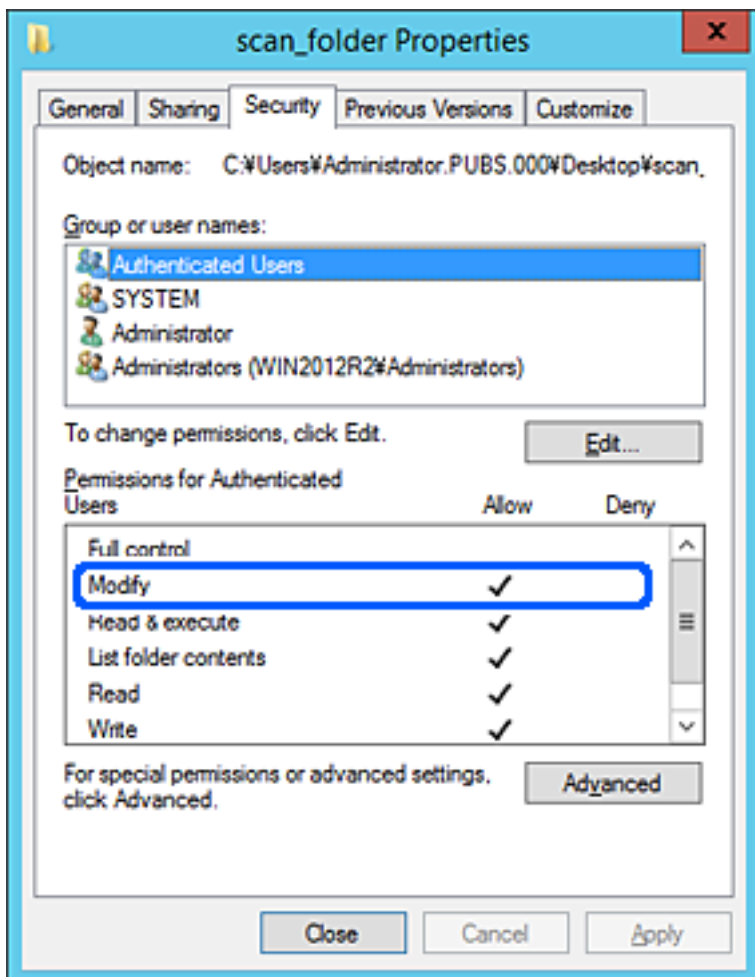 scan_folder Properties
x
General Sharing Security Previous Versions Customize
Object name: C:¥Users¥Administrator.PUBS.000¥Desktop¥scan_
Group or user names:
Authenticated Users
SYSTEM
Administrator
Administrators (WIN2012R2¥Administrators)
To change permissions, click Edit.
Edit...
Permissions for Authenticated
Users Allow Deny
Full control
Modify
Read & execute
List folder contents
Read
Write
For special permissions or advanced settings,
click Advanced.
Advanced
Close Cancel Apply